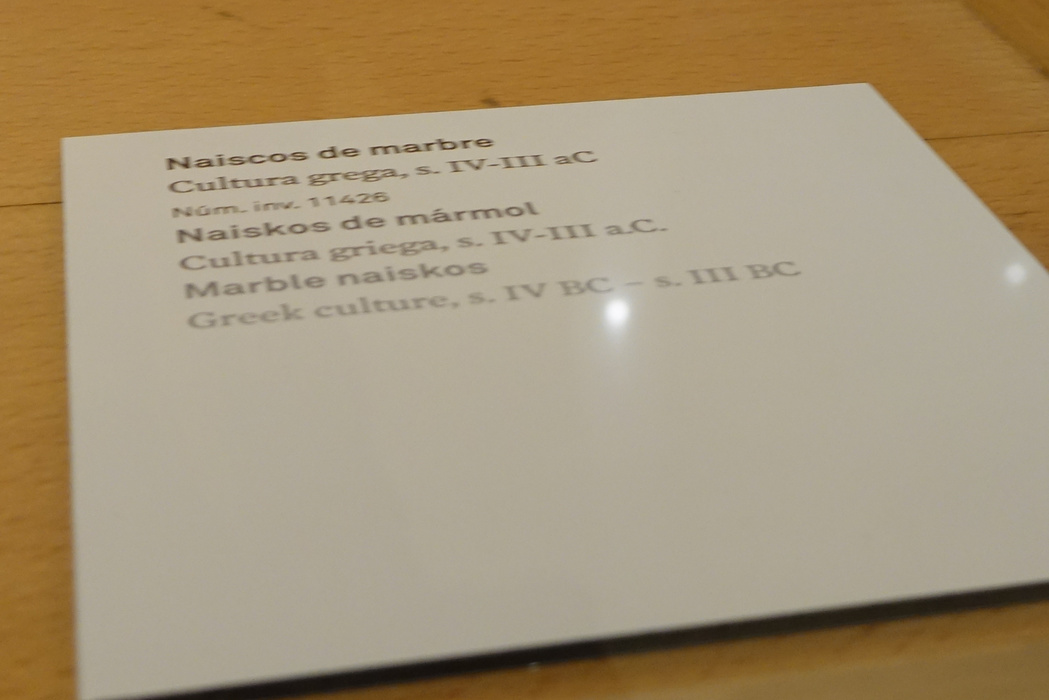 Naiscos de marbre
Cultura grega, s. IV-III aC
Núm. inv. 11426
Naiskos de mármol
Cultura griega, s. IV-III a.C.
Marble naiskos
Greek culture, s. IV BC – s. III BC